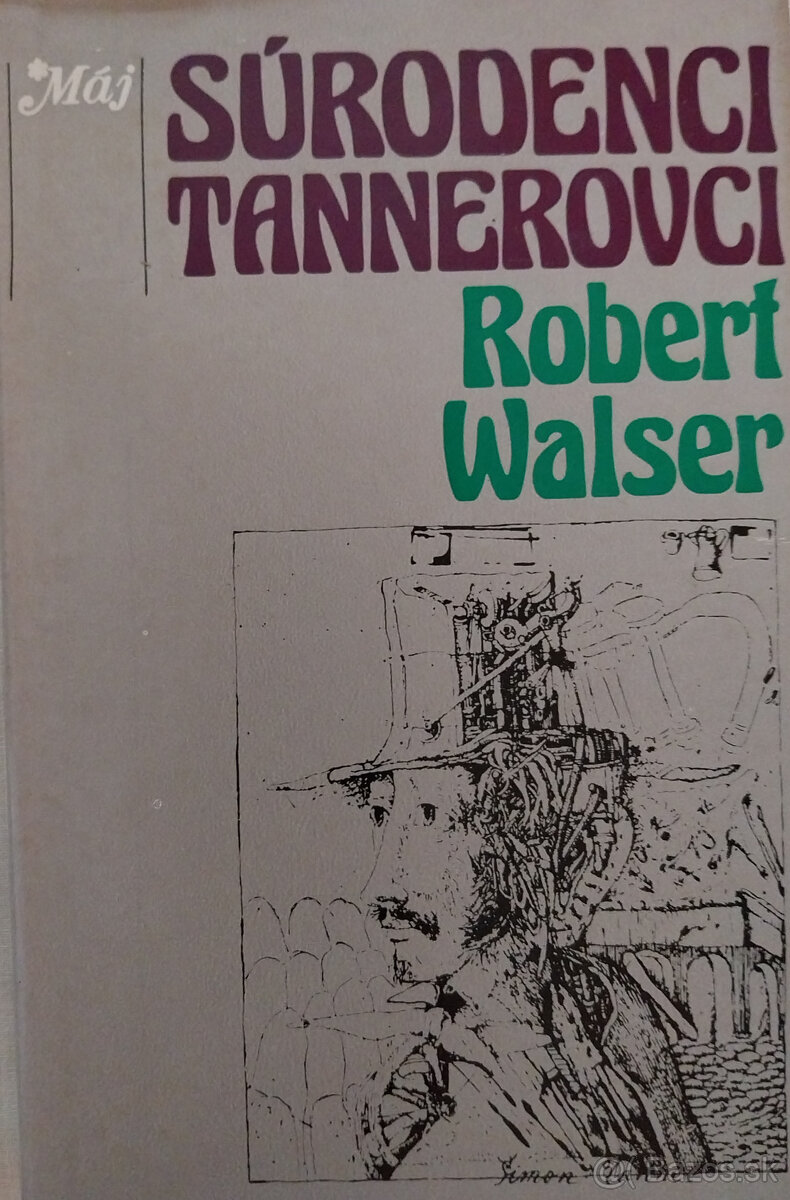 Máj
SÚRODENCI
TANNEROVCI
Robert
Walser
Šimon
Bazos.sk